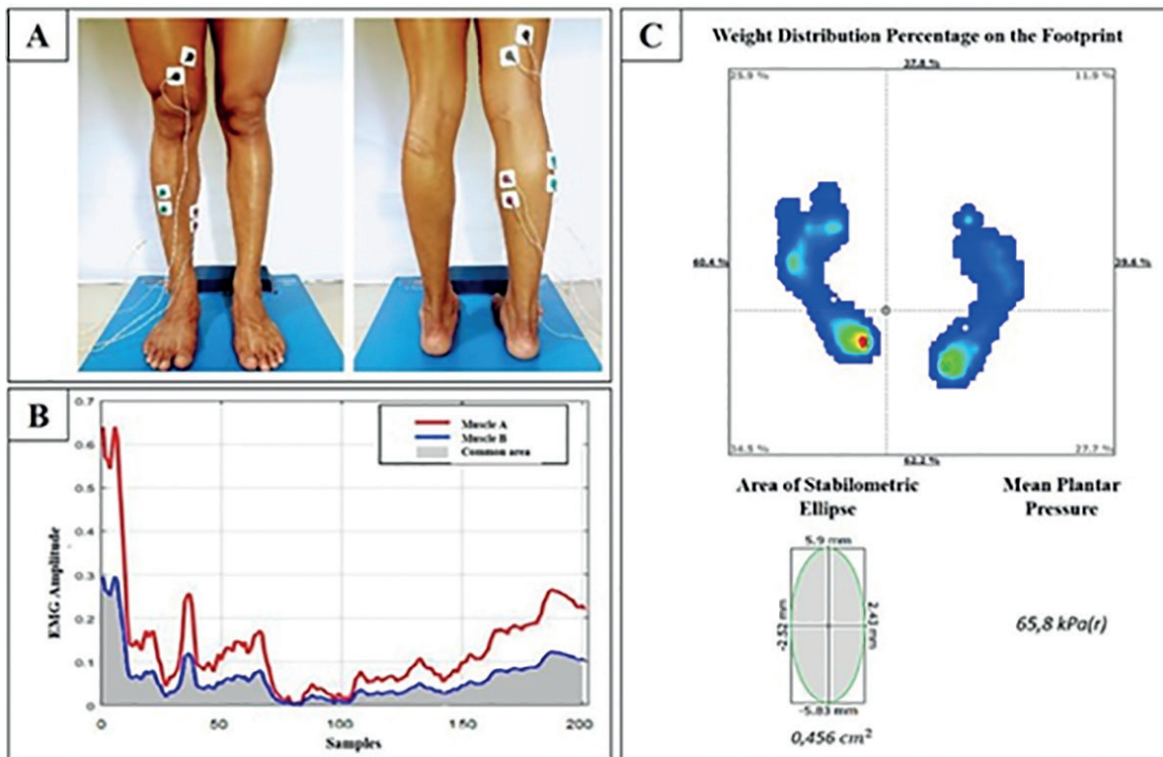 A
B
0.7
0.6
0.5
0.4
0.3
0.2
0.1
0
EMG Amplitude
Muscle A
Muscle B
Common area
0
50
100
150
200
Samples
C
Weight Distribution Percentage on the Footprint
37.8 %
25.9 %
11.9 %
60.4 %
39.6 %
34.5 %
62.2 %
27.7 %
Area of Stabilometric
Ellipse
5.9 mm
-2.52 mm
2.43 mm
-5.83 mm
0,456 cm²
Mean Plantar
Pressure
65,8 kPa(r)